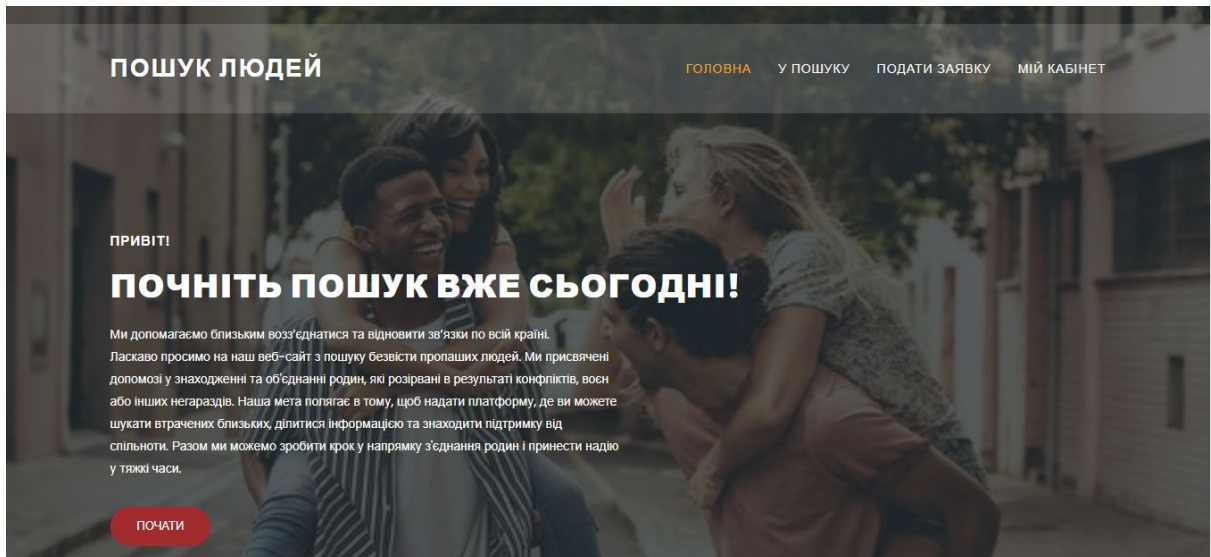 ПОШУК ЛЮДЕЙ
ГОЛОВНА У ПОШУКУ ПОДАТИ ЗАЯВКУ МІЙ КАБІНЕТ
ПРИВІТ!
ПОЧНІТЬ ПОШУК ВЖЕ СЬОГОДНІ!
Ми допомагаємо близьким возз'єднатися та відновити зв'язки по всій країні.
Ласкаво просимо на наш веб-сайт з пошуку безвісти пропаших людей. Ми присвячені
допомозі у знаходженні та об'єднанні родин, які розірвані в результаті конфліктів, воєн
або інших негараздів. Наша мета полягає в тому, щоб надати платформу, де ви можете
шукати втрачених близьких, ділитися інформацією та знаходити підтримку від
спільноти. Разом ми можемо зробити крок у напрямку з'єднання родин і принести надію
у тяжкі часи.
ПОЧАТИ